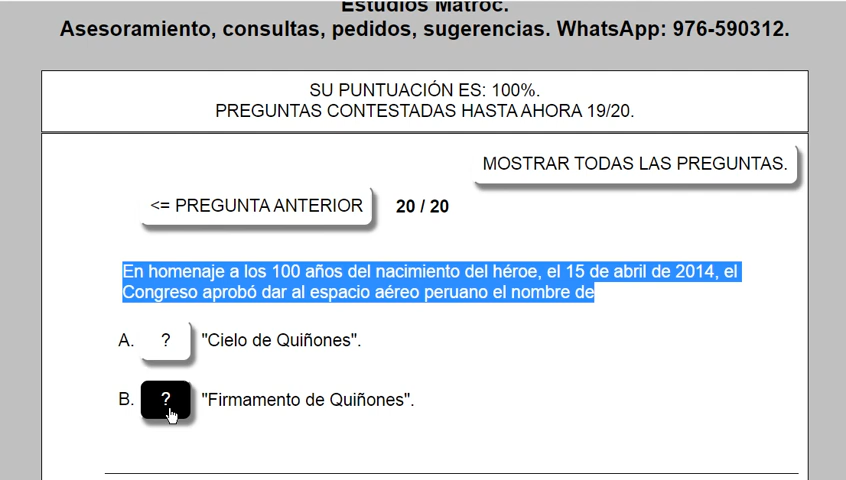 Estudios Matroc.
Asesoramiento, consultas, pedidos, sugerencias. WhatsApp: 976-590312.
SU PUNTUACIÓN ES: 100%.
PREGUNTAS CONTESTADAS HASTA AHORA 19/20.
MOSTRAR TODAS LAS PREGUNTAS.
<= PREGUNTA ANTERIOR 20 / 20
En homenaje a los 100 años del nacimiento del héroe, el 15 de abril de 2014, el
Congreso aprobó dar al espacio aéreo peruano el nombre de
A. ? "Cielo de Quiñones".
B. ? "Firmamento de Quiñones".